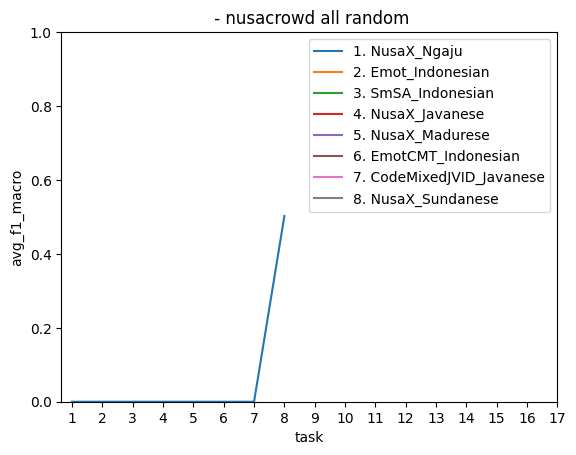 - nusacrowd all random
1.0
0.8
0.6
0.4
0.2
0.0
avg_f1_macro
1. NusaX_Ngaju
2. Emot_Indonesian
3. SmSA_Indonesian
4. NusaX_Javanese
5. NusaX_Madurese
6. EmotCMT_Indonesian
7. CodeMixedJVID_Javanese
8. NusaX_Sundanese
1 2 3 4 5 6 7 8 9 10 11 12 13 14 15 16 17
task